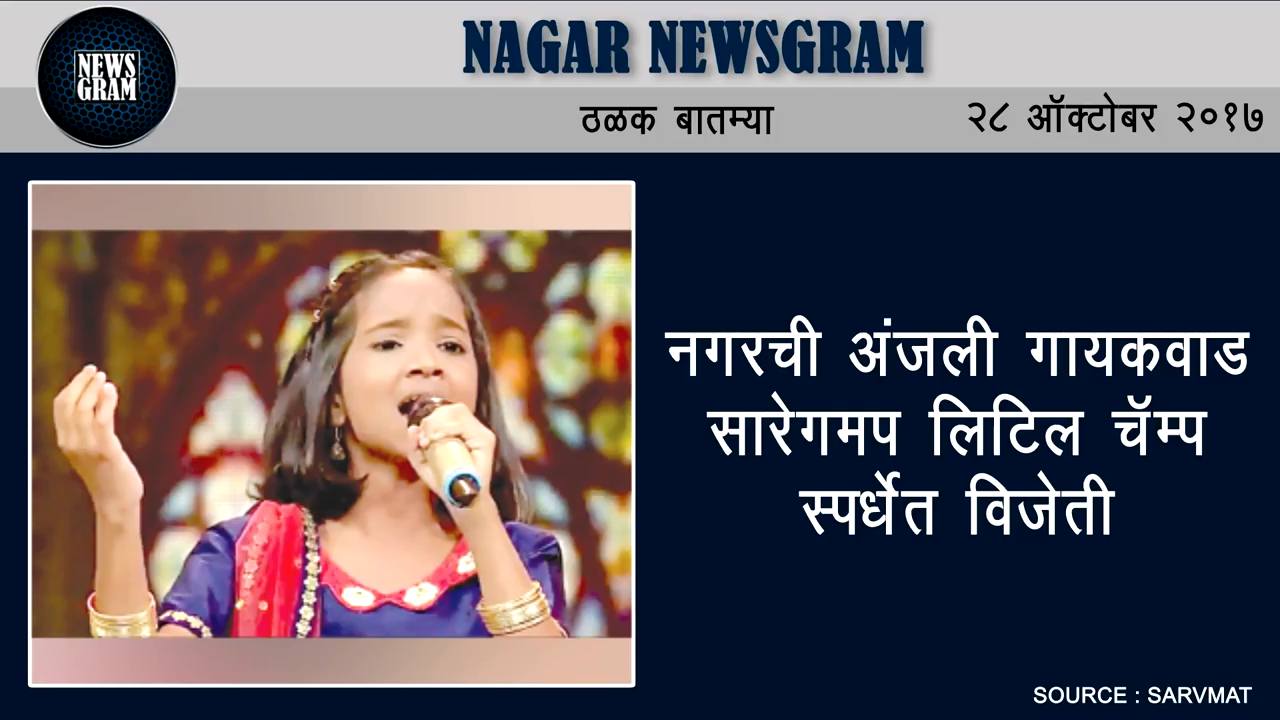 NEWS
GRAM
NAGAR NEWSGRAM
ठळक बातम्या
२८ ऑक्टोबर २०१७
नगरची अंजली गायकवाड
सारेगमप लिटिल चॅम्प
स्पर्धेत विजेती
SOURCE : SARVMAT